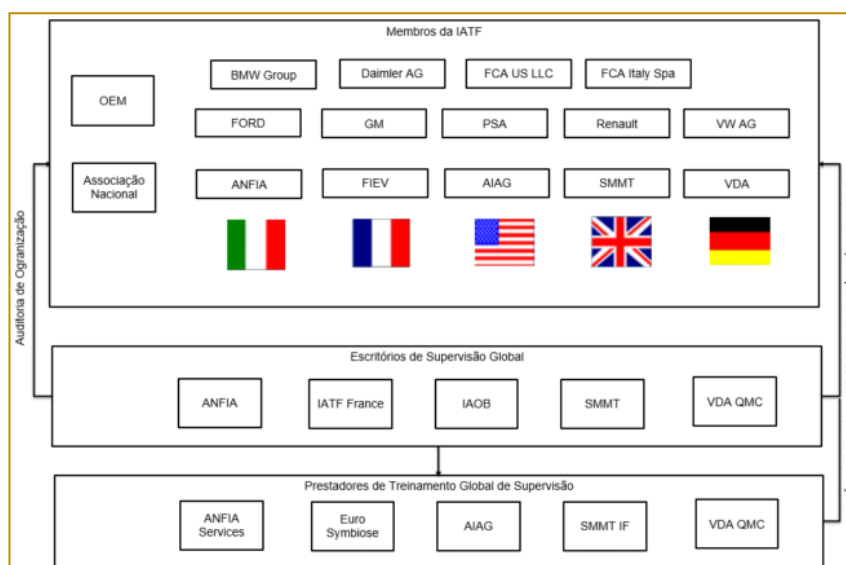 Membros da IATF
OEM
BMW Group
Daimler AG
FCA US LLC
FCA Italy Spa
FORD
GM
PSA
Renault
VW AG
Associação
Nacional
ANFIA
FIEV
AIAG
SMMT
VDA
Auditoria de Ogranização
Escritórios de Supervisão Global
ANFIA
IATF France
IAOB
SMMT
VDA QMC
Prestadores de Treinamento Global de Supervisão
ANFIA
Services
Euro
Symbiose
AIAG
SMMT IF
VDA QMC